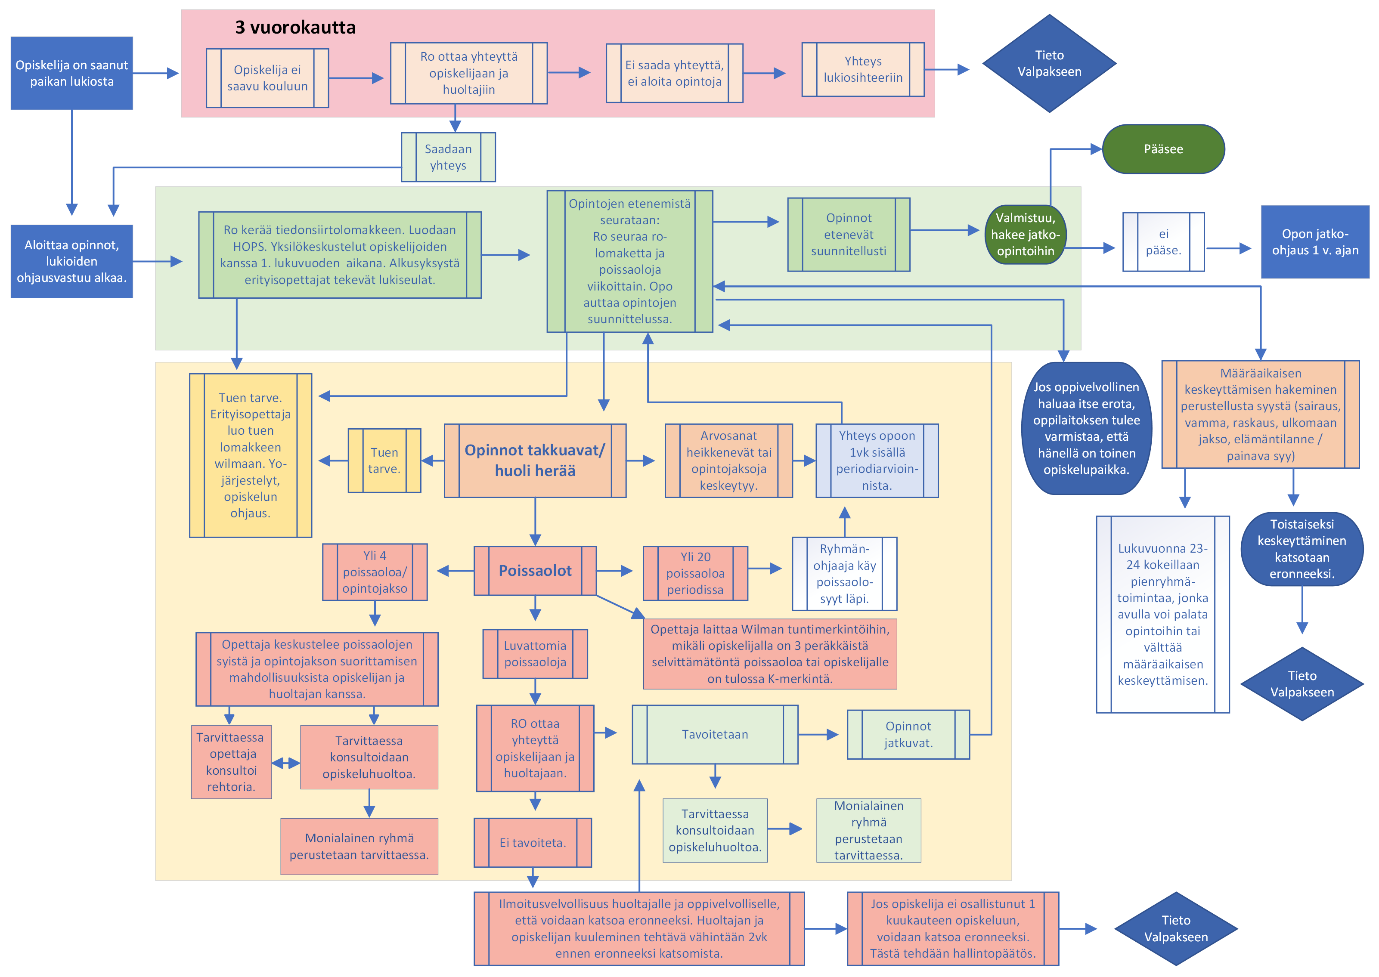 3 vuorokautta
Opiskelija on saanut
paikan lukiosta
Opiskelija ei
saavu kouluun
Ro ottaa yhteyttä
opiskelijaan ja
huoltajiin
Ei saada yhteyttä,
ei aloita opintoja
Yhteys
lukiosihteeriin
Tieto
Valpakseen
Saadaan
yhteys
Pääsee
Aloittaa opinnot,
lukioiden
ohjausvastuu alkaa.
Ro kerää tiedonsiirtolomakkeen. Luodaan
HOPS. Yksilökeskustelut opiskelijoiden
kanssa 1. lukuvuoden aikana. Alkusyksystä
erityisopettajat tekevät lukiseulat.
Opintojen etenemistä
seurataan:
Ro seuraa ro-
lomaketta ja
poissaoloja
viikoittain. Opo
auttaa opintojen
suunnittelussa.
Opinnot
etenevät
suunnitellusti
Valmistuu,
hakee jatko-
opintoihin
ei
pääse.
Opon jatko-
ohjaus 1 v. ajan
Tuen tarve.
Erityisopettaja
luo tuen
lomakkeen
wilmaan. Yo-
järjestelyt,
opiskelun
ohjaus.
Tuen
tarve.
Opinnot takkuavat/
huoli herää
Arvosanat
heikkenevät tai
opintojaksoja
keskeytyy.
Yhteys opoon
1vk sisällä
periodiarvioin-
nista.
Jos oppivelvollinen
haluaa itse erota,
oppilaitoksen tulee
varmistaa, että
hänellä on toinen
opiskelupaikka.
Määräaikaisen
keskeyttämisen hakeminen
perustellusta syystä (sairaus,
vamma, raskaus, ulkomaan
jakso, elämäntilanne /
painava syy)
Yli 4
poissaoloa/
opintojakso
Poissaolot
Yli 20
poissaoloa
periodissa
Ryhmän-
ohjaaja käy
poissaolo-
syyt läpi.
Lukuvuonna 23-
24 kokeillaan
pienryhmä-
toimintaa, jonka
avulla voi palata
opintoihin tai
välttää
määräaikaisen
keskeyttämisen.
Toistaiseksi
keskeyttäminen
katsotaan
eronneeksi.
Opettaja keskustelee poissaolojen
syistä ja opintojakson suorittamisen
mahdollisuuksista opiskelijan ja
huoltajan kanssa.
Luvattomia
poissaoloja
Opettaja laittaa Wilman tuntimerkintöihin,
mikäli opiskelijalla on 3 peräkkäistä
selvittämätöntä poissaoloa tai opiskelijalle
on tulossa K-merkintä.
Tieto
Valpakseen
Tarvittaessa
opettaja
konsultoi
rehtoria.
Tarvittaessa
konsultoidaan
opiskeluhuoltoa.
RO ottaa
yhteyttä
opiskelijaan ja
huoltajaan.
Tavoitetaan
Opinnot
jatkuvat.
Monialainen ryhmä
perustetaan tarvittaessa.
Ei tavoiteta.
Tarvittaessa
konsultoidaan
opiskeluhuoltoa.
Monialainen
ryhmä
perustetaan
tarvittaessa.
Ilmoitusvelvollisuus huoltajalle ja oppivelvolliselle,
että voidaan katsoa eronneeksi. Huoltajan ja
opiskelijan kuuleminen tehtävä vähintään 2vk
ennen eronneeksi katsomista.
Jos opiskelija ei osallistunut 1
kuukauteen opiskeluun,
voidaan katsoa eronneeksi.
Tästä tehdään hallintopäätös.
Tieto
Valpakseen